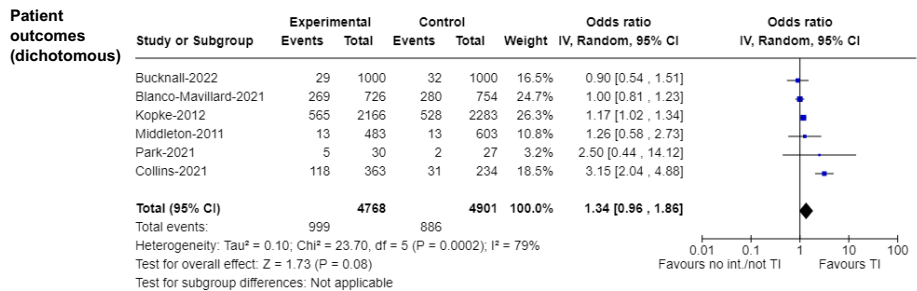 Patient
outcomes
(dichotomous)
Experimental Control Odds ratio Odds ratio
Study or Subgroup Events Total Events Total Weight IV, Random, 95% CI IV, Random, 95% CI
Bucknall-2022 29 1000 32 1000 16.5% 0.90 [0.54 , 1.51]
Blanco-Mavillard-2021 269 726 280 754 24.7% 1.00 [0.81 , 1.23]
Kopke-2012 565 2166 528 2283 26.3% 1.17 [1.02 , 1.34]
Middleton-2011 13 483 13 603 10.8% 1.26 [0.58 , 2.73]
Park-2021 5 30 2 27 3.2% 2.50 [0.44 , 14.12]
Collins-2021 118 363 31 234 18.5% 3.15 [2.04 , 4.88]
Total (95% CI) 4768 4901 100.0% 1.34 [0.96 , 1.86]
Total events: 999 886
Heterogeneity: Tau² = 0.10; Chi² = 23.70, df = 5 (P = 0.0002); I² = 79%
Test for overall effect: Z = 1.73 (P = 0.08)
Test for subgroup differences: Not applicable
0.01 0.1 1 10 100
Favours no int./not TI Favours TI